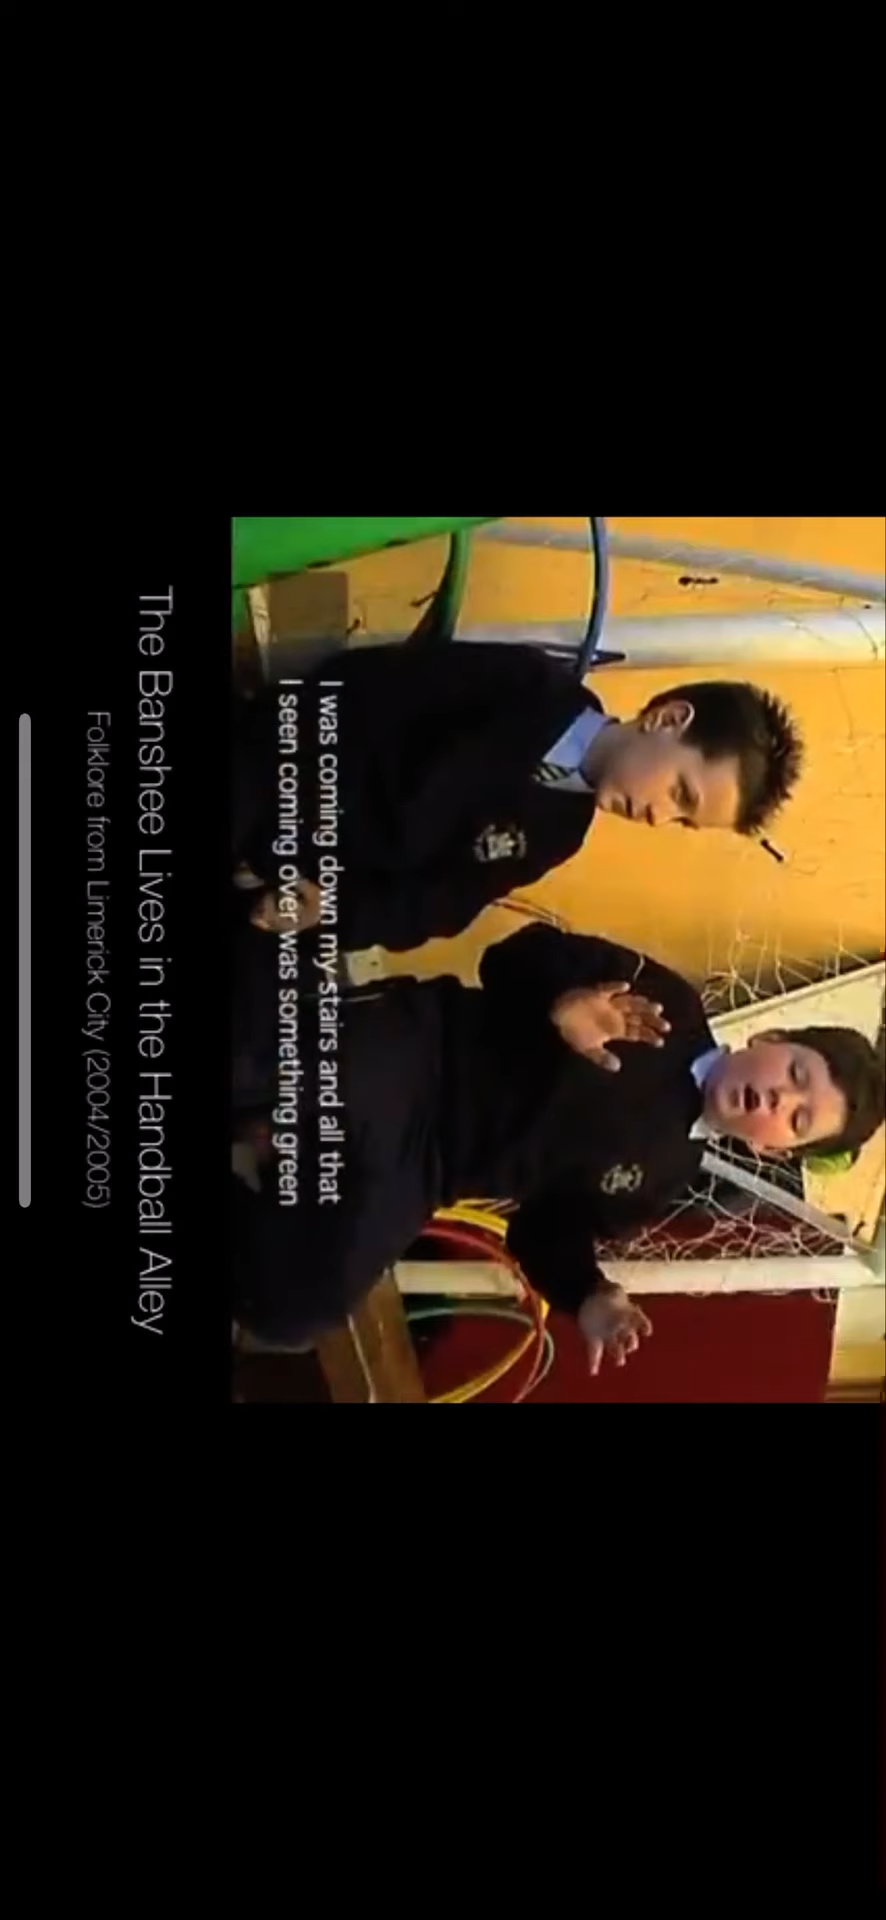 I was coming down my stairs and all that
I seen coming over was something green
The Banshee Lives in the Handball Alley
Folklore from Limerick City (2004/2005)